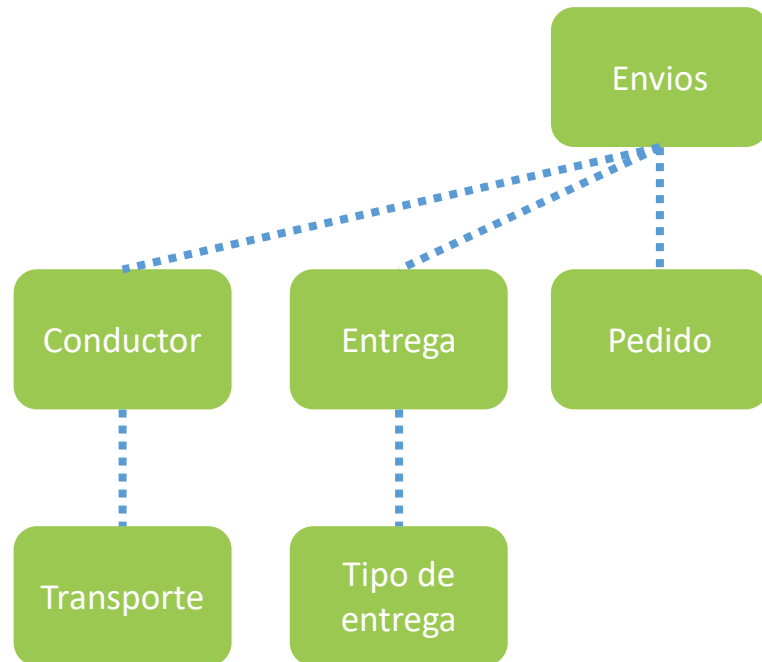 Envios
Conductor
Entrega
Pedido
Transporte
Tipo de
entrega